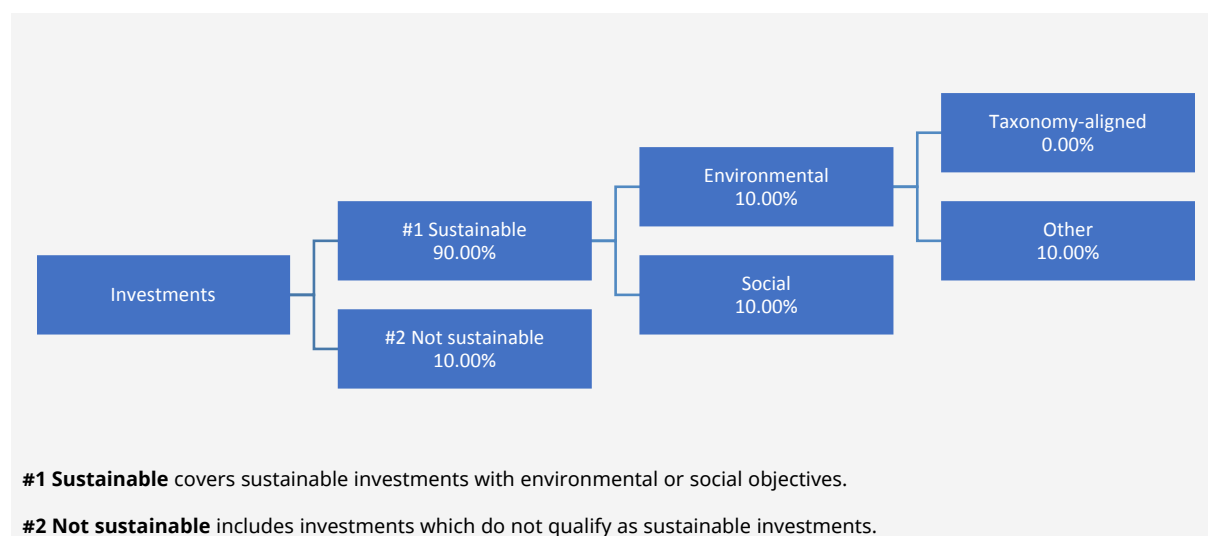 Taxonomy-aligned
0.00%
Environmental
10.00%
#1 Sustainable
90.00%
Other
10.00%
Investments
Social
10.00%
#2 Not sustainable
10.00%
#1 Sustainable covers sustainable investments with environmental or social objectives.
#2 Not sustainable includes investments which do not qualify as sustainable investments.